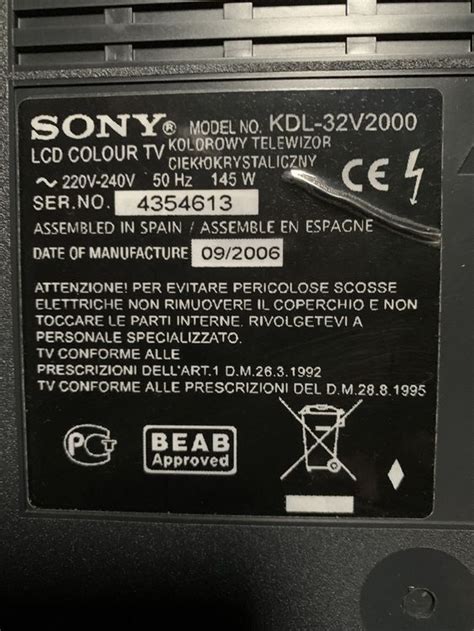 SONY® MODEL NO. KDL-32V2000
LCD COLOUR TV KOLOROWY TELEWIZOR
CIEKŁOKRYSTALICZNY
~ 220V-240V 50 Hz 145 W
SER.NO. 4354613
ASSEMBLED IN SPAIN / ASSEMBLE EN ESPAGNE
DATE OF MANUFACTURE 09/2006
ATTENZIONE! PER EVITARE PERICOLOSE SCOSSE
ELETTRICHE NON RIMUOVERE IL COPERCHIO E NON
TOCCARE LE PARTI INTERNE. RIVOLGETEVI A
PERSONALE SPECIALIZZATO.
TV CONFORME ALLE
PRESCRIZIONI DELL'ART.1 D.M.26.3.1992
TV CONFORME ALLE PRESCRIZIONI DEL D.M.28.8.1995
BEAB
Approved
CE